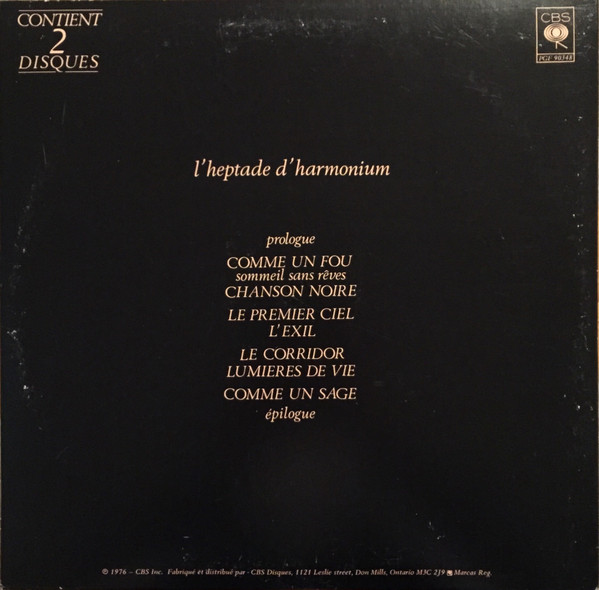 CONTIENT
2
DISQUES
CBS
PGF 90348
l'heptade d'harmonium
prologue
COMME UN FOU
sommeil sans rêves
CHANSON NOIRE
LE PREMIER CIEL
L'EXIL
LE CORRIDOR
LUMIERES DE VIE
COMME UN SAGE
épilogue
℗ 1976 – CBS Inc. Fabriqué et distribué par - CBS Disques, 1121 Leslie street, Don Mills, Ontario M3C 2J9 Marcas Reg.